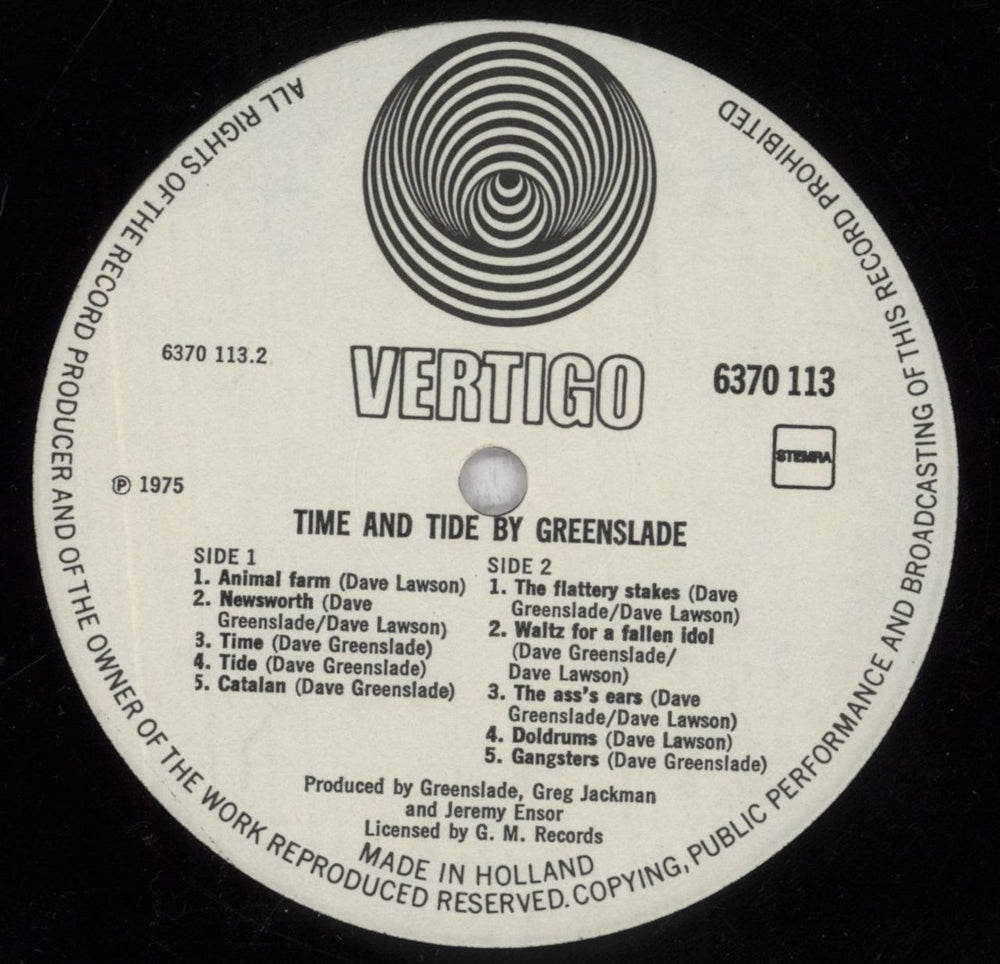 ALL RIGHTS OF THE RECORD PRODUCER AND OF THE OWNER OF THE WORK REPRODUCED RESERVED. COPYING, PUBLIC PERFORMANCE AND BROADCASTING OF THIS RECORD PROHIBITED
6370 113.2
VERTIGO
6370 113
STEMRA
℗ 1975
TIME AND TIDE BY GREENSLADE
SIDE 1
1. Animal farm (Dave Lawson)
2. Newsworth (Dave
Greenslade/Dave Lawson)
3. Time (Dave Greenslade)
4. Tide (Dave Greenslade)
5. Catalan (Dave Greenslade)
SIDE 2
1. The flattery stakes (Dave
Greenslade/Dave Lawson)
2. Waltz for a fallen idol
(Dave Greenslade/
Dave Lawson)
3. The ass's ears (Dave
Greenslade/Dave Lawson)
4. Doldrums (Dave Lawson)
5. Gangsters (Dave Greenslade)
Produced by Greenslade, Greg Jackman
and Jeremy Ensor
Licensed by G. M. Records
MADE IN HOLLAND